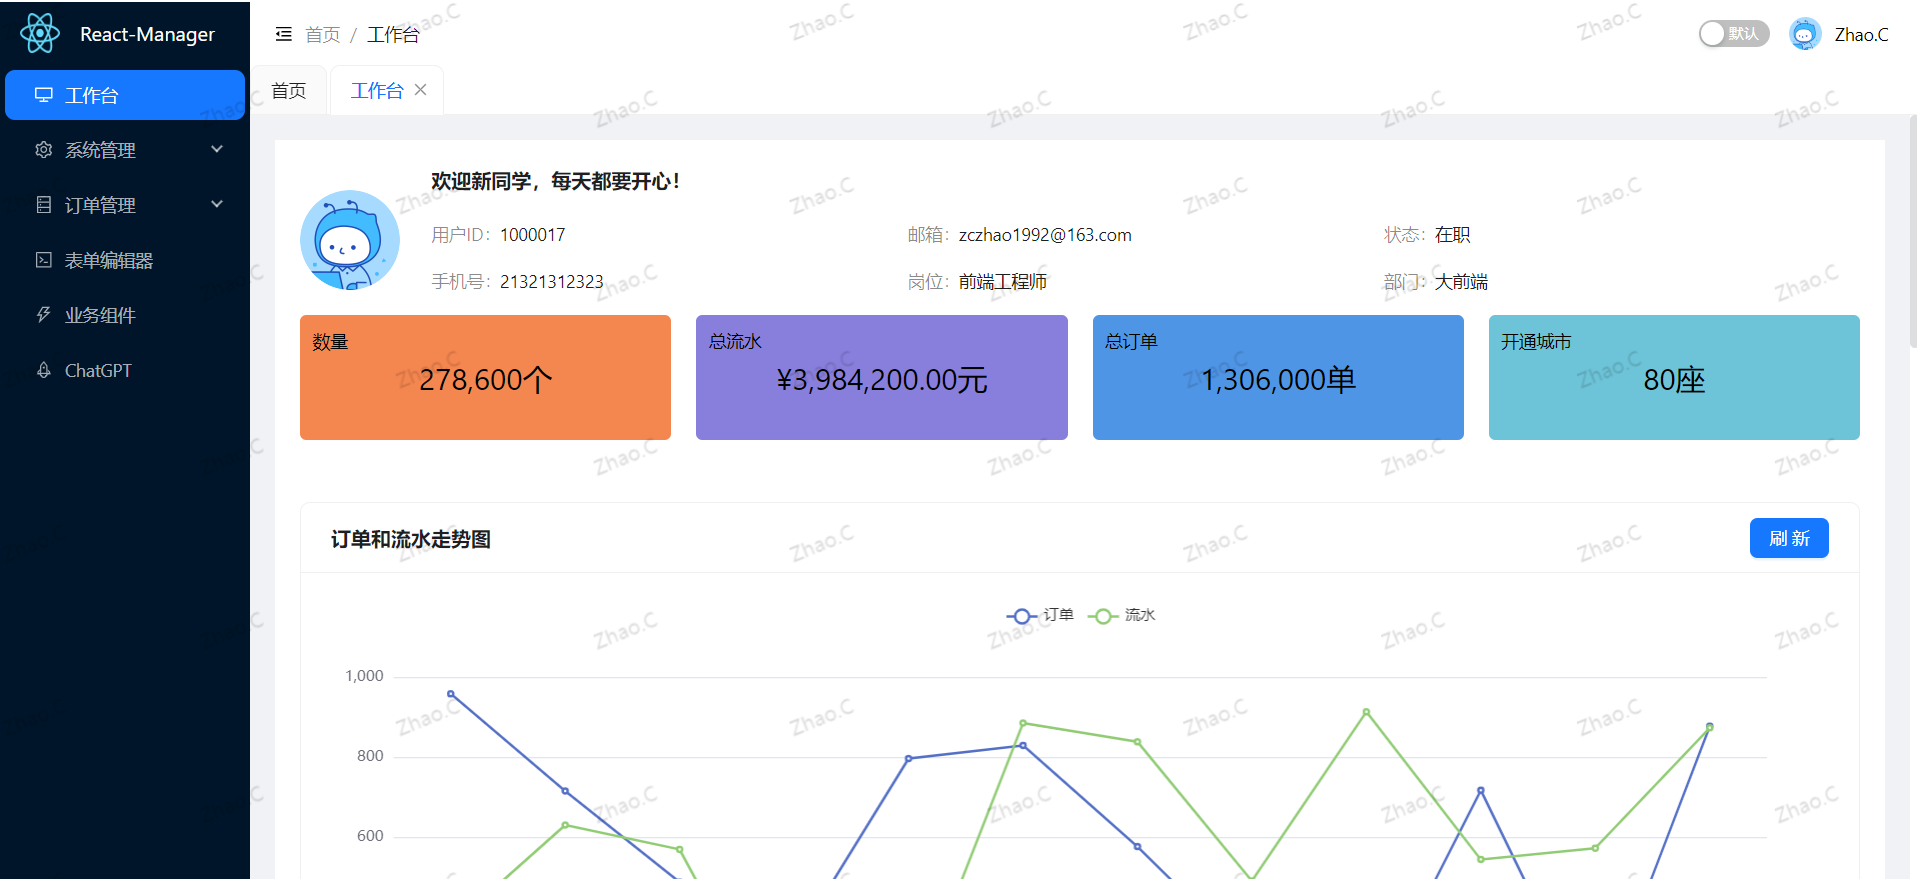 React-Manager
首页 / 工作台
默认
Zhao.C
首页
工作台
工作台
系统管理
订单管理
表单编辑器
业务组件
ChatGPT
欢迎新同学，每天都要开心！
用户ID： 1000017
邮箱： zczhao1992@163.com
状态： 在职
手机号： 21321312323
岗位： 前端工程师
部门： 大前端
数量
278,600个
总流水
¥3,984,200.00元
总订单
1,306,000单
开通城市
80座
订单和流水走势图
刷 新
订单
流水
1,000
800
600
Zhao.C